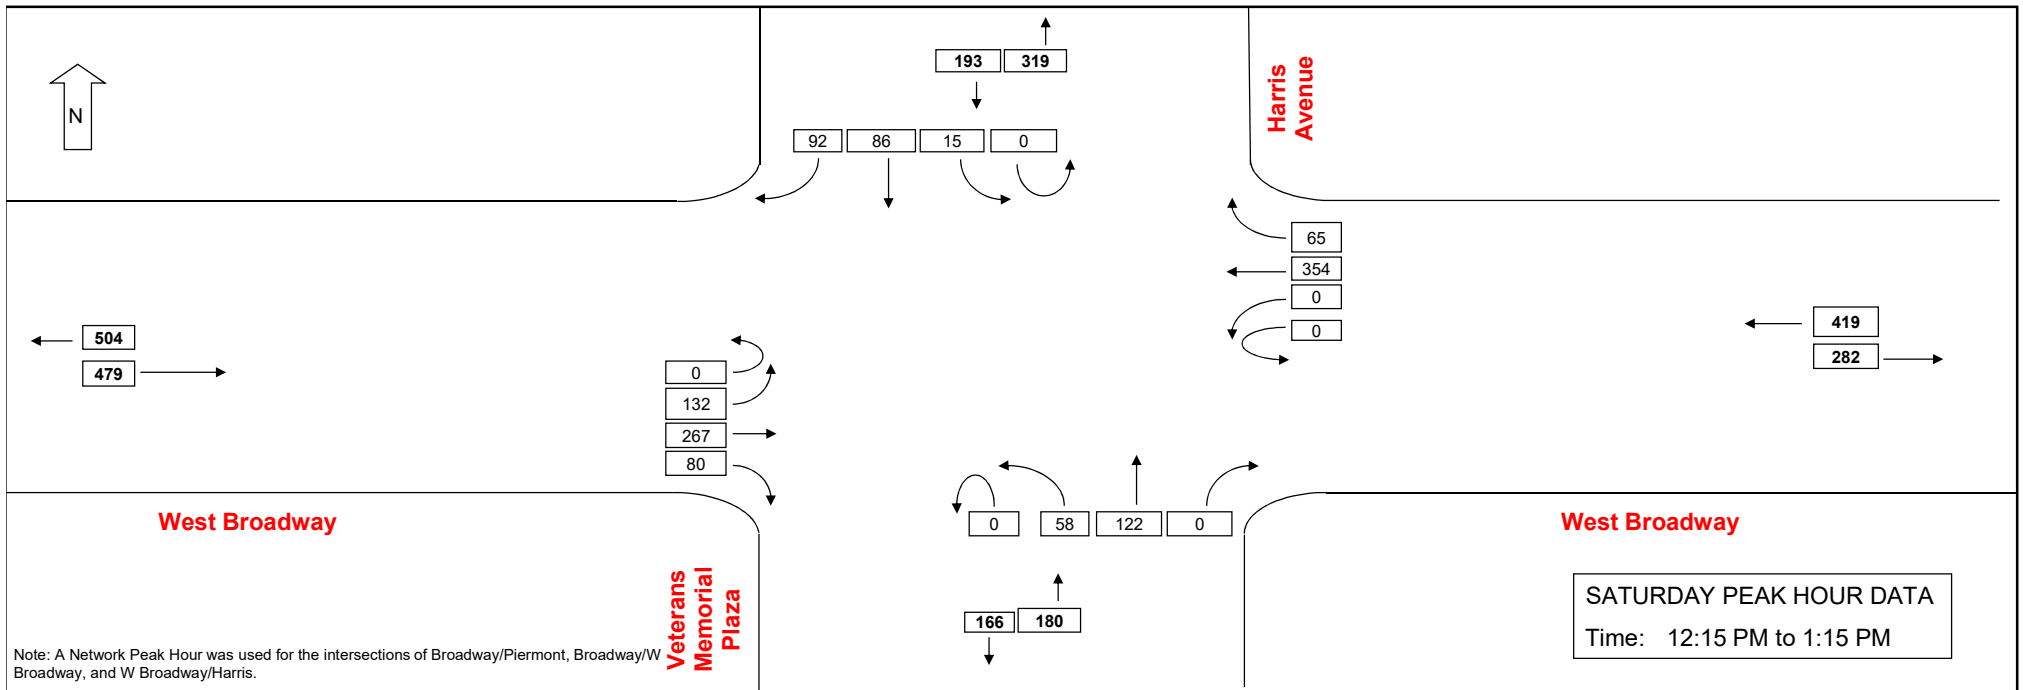 193 319
N
Harris
Avenue
92 86 15 0
65
354
0
0
504
479
419
282
0
132
267
80
0 58 122 0
West Broadway
West Broadway
Veterans
Memorial
Plaza
166 180
SATURDAY PEAK HOUR DATA
Time: 12:15 PM to 1:15 PM
Note: A Network Peak Hour was used for the intersections of Broadway/Piermont, Broadway/W
Broadway, and W Broadway/Harris.